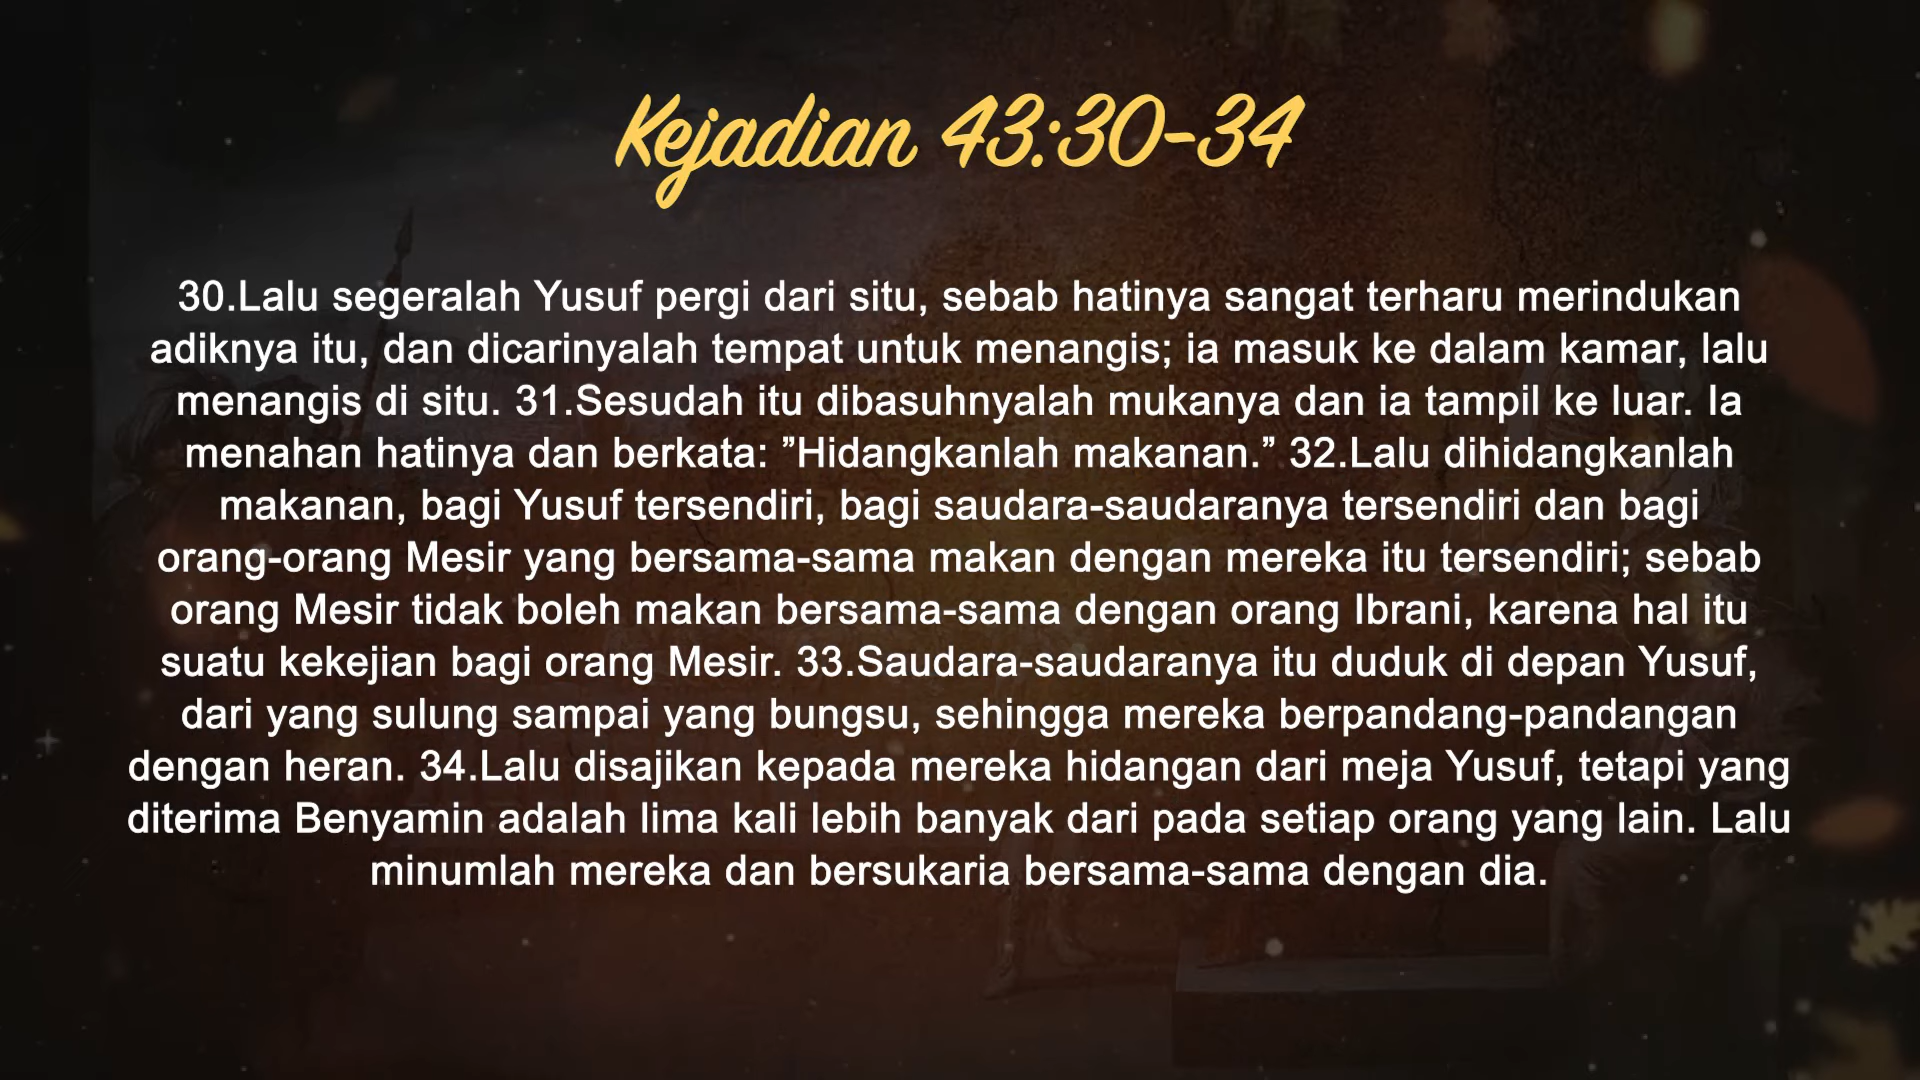 Kejadian 43:30-34
30.Lalu segeralah Yusuf pergi dari situ, sebab hatinya sangat terharu merindukan
adiknya itu, dan dicarinyalah tempat untuk menangis; ia masuk ke dalam kamar, lalu
menangis di situ. 31.Sesudah itu dibasuhnyalah mukanya dan ia tampil ke luar. Ia
menahan hatinya dan berkata: ”Hidangkanlah makanan.” 32.Lalu dihidangkanlah
makanan, bagi Yusuf tersendiri, bagi saudara-saudaranya tersendiri dan bagi
orang-orang Mesir yang bersama-sama makan dengan mereka itu tersendiri; sebab
orang Mesir tidak boleh makan bersama-sama dengan orang Ibrani, karena hal itu
suatu kekejian bagi orang Mesir. 33.Saudara-saudaranya itu duduk di depan Yusuf,
dari yang sulung sampai yang bungsu, sehingga mereka berpandang-pandangan
dengan heran. 34.Lalu disajikan kepada mereka hidangan dari meja Yusuf, tetapi yang
diterima Benyamin adalah lima kali lebih banyak dari pada setiap orang yang lain. Lalu
minumlah mereka dan bersukaria bersama-sama dengan dia.